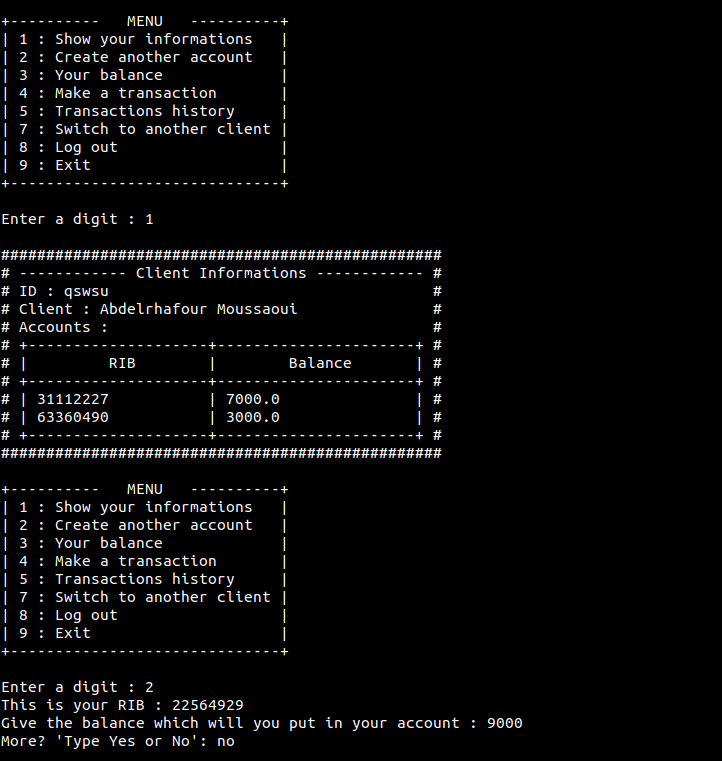 +----------   MENU   ----------+
| 1 : Show your informations   |
| 2 : Create another account   |
| 3 : Your balance             |
| 4 : Make a transaction       |
| 5 : Transactions history     |
| 7 : Switch to another client |
| 8 : Log out                  |
| 9 : Exit                     |
+------------------------------+
Enter a digit : 1
#################################################
# ------------ Client Informations ------------ #
# ID : qswsu                                    #
# Client : Abdelrhafour Moussaoui               #
# Accounts :                                    #
# +--------------------+----------------------+ #
# |         RIB        |        Balance       | #
# +--------------------+----------------------+ #
# | 31112227           | 7000.0               | #
# | 63360490           | 3000.0               | #
# +--------------------+----------------------+ #
#################################################
+----------   MENU   ----------+
| 1 : Show your informations   |
| 2 : Create another account   |
| 3 : Your balance             |
| 4 : Make a transaction       |
| 5 : Transactions history     |
| 7 : Switch to another client |
| 8 : Log out                  |
| 9 : Exit                     |
+------------------------------+
Enter a digit : 2
This is your RIB : 22564929
Give the balance which will you put in your account : 9000
More? 'Type Yes or No': no